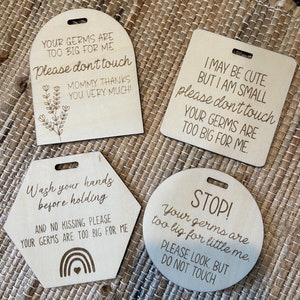 YOUR GERMS ARE
TOO BIG FOR ME
Please don't touch
MOMMY THANKS
YOU VERY MUCH!
I MAY BE CUTE
BUT I AM SMALL
please don't touch
YOUR GERMS ARE
TOO BIG FOR ME
Wash your hands
before holding
AND NO KISSING PLEASE
YOUR GERMS ARE TOO BIG FOR ME
STOP!
Your germs are
too big for little me.
PLEASE LOOK, BUT
DO NOT TOUCH